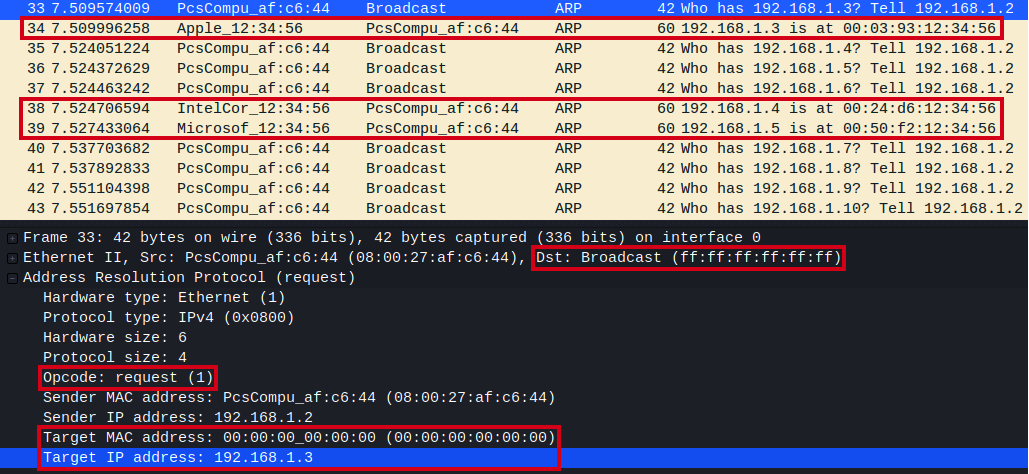 33 7.509574009 PcsCompu_af:c6:44 Broadcast ARP 42 Who has 192.168.1.3? Tell 192.168.1.2
34 7.509996258 Apple_12:34:56 PcsCompu_af:c6:44 ARP 60 192.168.1.3 is at 00:03:93:12:34:56
35 7.524051224 PcsCompu_af:c6:44 Broadcast ARP 42 Who has 192.168.1.4? Tell 192.168.1.2
36 7.524372629 PcsCompu_af:c6:44 Broadcast ARP 42 Who has 192.168.1.5? Tell 192.168.1.2
37 7.524463242 PcsCompu_af:c6:44 Broadcast ARP 42 Who has 192.168.1.6? Tell 192.168.1.2
38 7.524706594 IntelCor_12:34:56 PcsCompu_af:c6:44 ARP 60 192.168.1.4 is at 00:24:d6:12:34:56
39 7.527433064 Microsof_12:34:56 PcsCompu_af:c6:44 ARP 60 192.168.1.5 is at 00:50:f2:12:34:56
40 7.537703682 PcsCompu_af:c6:44 Broadcast ARP 42 Who has 192.168.1.7? Tell 192.168.1.2
41 7.537892833 PcsCompu_af:c6:44 Broadcast ARP 42 Who has 192.168.1.8? Tell 192.168.1.2
42 7.551104398 PcsCompu_af:c6:44 Broadcast ARP 42 Who has 192.168.1.9? Tell 192.168.1.2
43 7.551697854 PcsCompu_af:c6:44 Broadcast ARP 42 Who has 192.168.1.10? Tell 192.168.1.2
Frame 33: 42 bytes on wire (336 bits), 42 bytes captured (336 bits) on interface 0
Ethernet II, Src: PcsCompu_af:c6:44 (08:00:27:af:c6:44), Dst: Broadcast (ff:ff:ff:ff:ff:ff)
Address Resolution Protocol (request)
Hardware type: Ethernet (1)
Protocol type: IPv4 (0x0800)
Hardware size: 6
Protocol size: 4
Opcode: request (1)
Sender MAC address: PcsCompu_af:c6:44 (08:00:27:af:c6:44)
Sender IP address: 192.168.1.2
Target MAC address: 00:00:00_00:00:00 (00:00:00:00:00:00)
Target IP address: 192.168.1.3